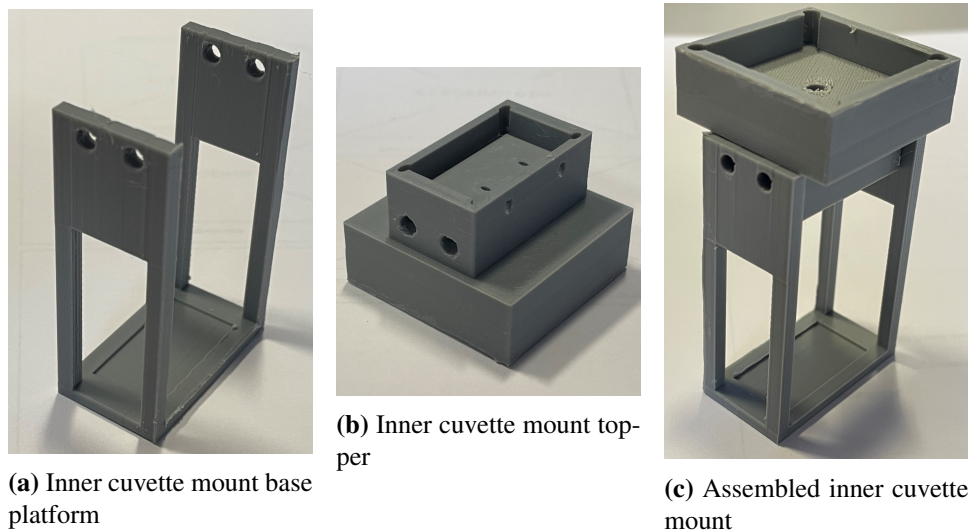 (a) Inner cuvette mount base
platform
(b) Inner cuvette mount top-
per
(c) Assembled inner cuvette
mount